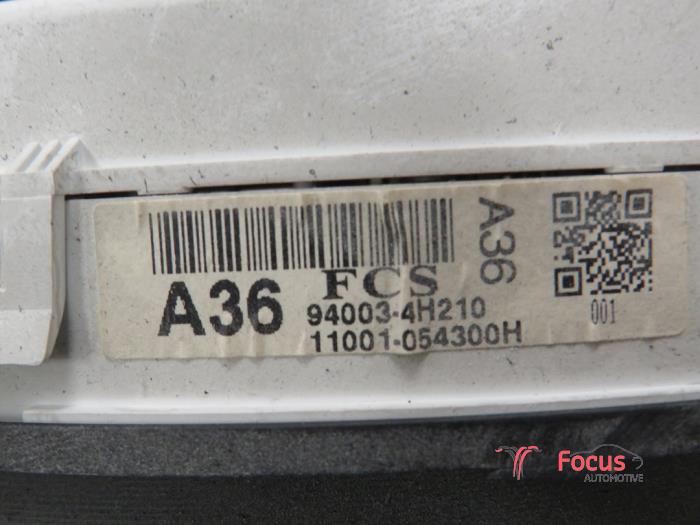 A36
FCS
94003-4H210
11001-054300H
A36
001
Focus
AUTOMOTIVE